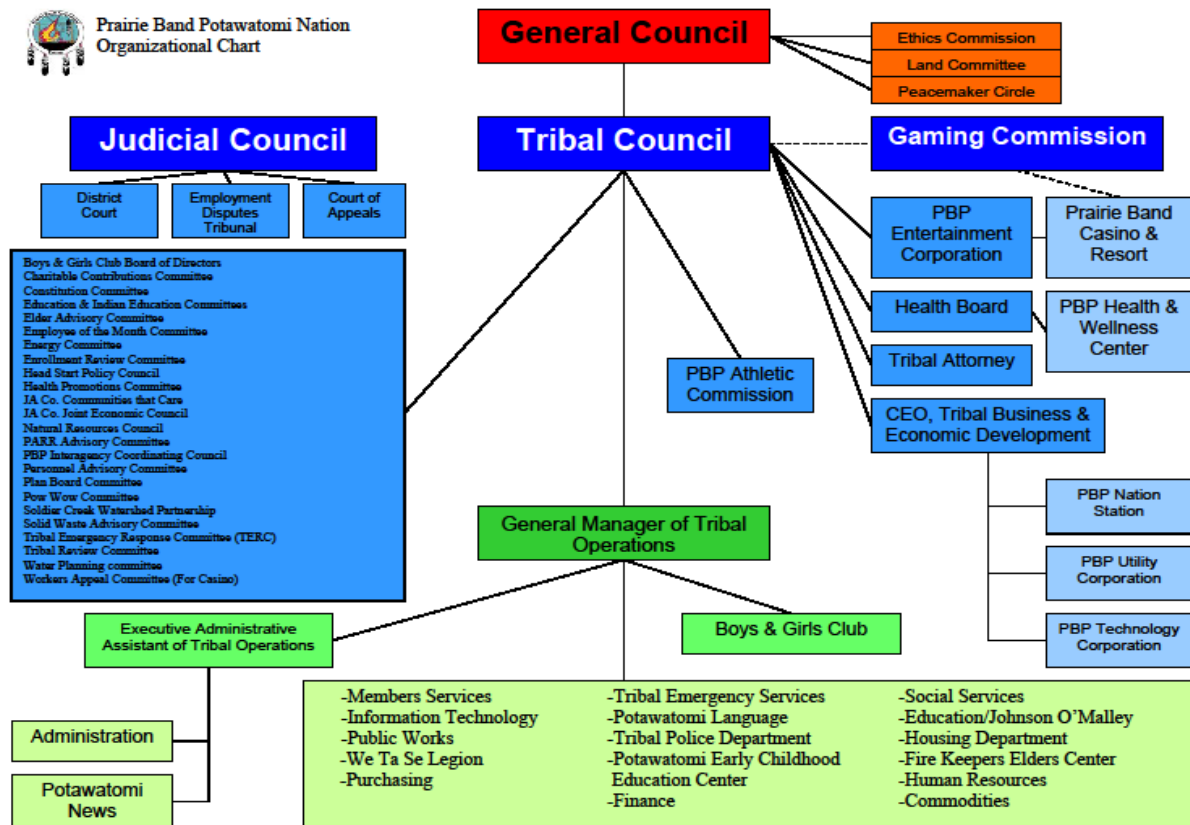 Prairie Band Potawatomi Nation
Organizational Chart
General Council
Ethics Commission
Land Committee
Peacemaker Circle
Judicial Council
Tribal Council
Gaming Commission
District
Court
Employment
Disputes
Tribunal
Court of
Appeals
PBP
Entertainment
Corporation
Prairie Band
Casino &
Resort
Boys & Girls Club Board of Directors
Charitable Contributions Committee
Constitution Committee
Education & Indian Education Committees
Elder Advisory Committee
Employee of the Month Committee
Energy Committee
Enrollment Review Committee
Head Start Policy Council
Health Promotions Committee
JA Co. Communities that Care
JA Co. Joint Economic Council
Natural Resources Council
PARR Advisory Committee
PBP Interagency Coordinating Council
Personnel Advisory Committee
Plan Board Committee
Pow Wow Committee
Soldier Creek Watershed Partnership
Solid Waste Advisory Committee
Tribal Emergency Response Committee (TERC)
Tribal Review Committee
Water Planning committee
Workers Appeal Committee (For Casino)
Health Board
PBP Health &
Wellness
Center
Tribal Attorney
PBP Athletic
Commission
CEO, Tribal Business &
Economic Development
PBP Nation
Station
PBP Utility
Corporation
PBP Technology
Corporation
General Manager of Tribal
Operations
Executive Administrative
Assistant of Tribal Operations
Boys & Girls Club
Administration
Potawatomi
News
-Members Services
-Information Technology
-Public Works
-We Ta Se Legion
-Purchasing
-Tribal Emergency Services
-Potawatomi Language
-Tribal Police Department
-Potawatomi Early Childhood
Education Center
-Finance
-Social Services
-Education/Johnson O'Malley
-Housing Department
-Fire Keepers Elders Center
-Human Resources
-Commodities